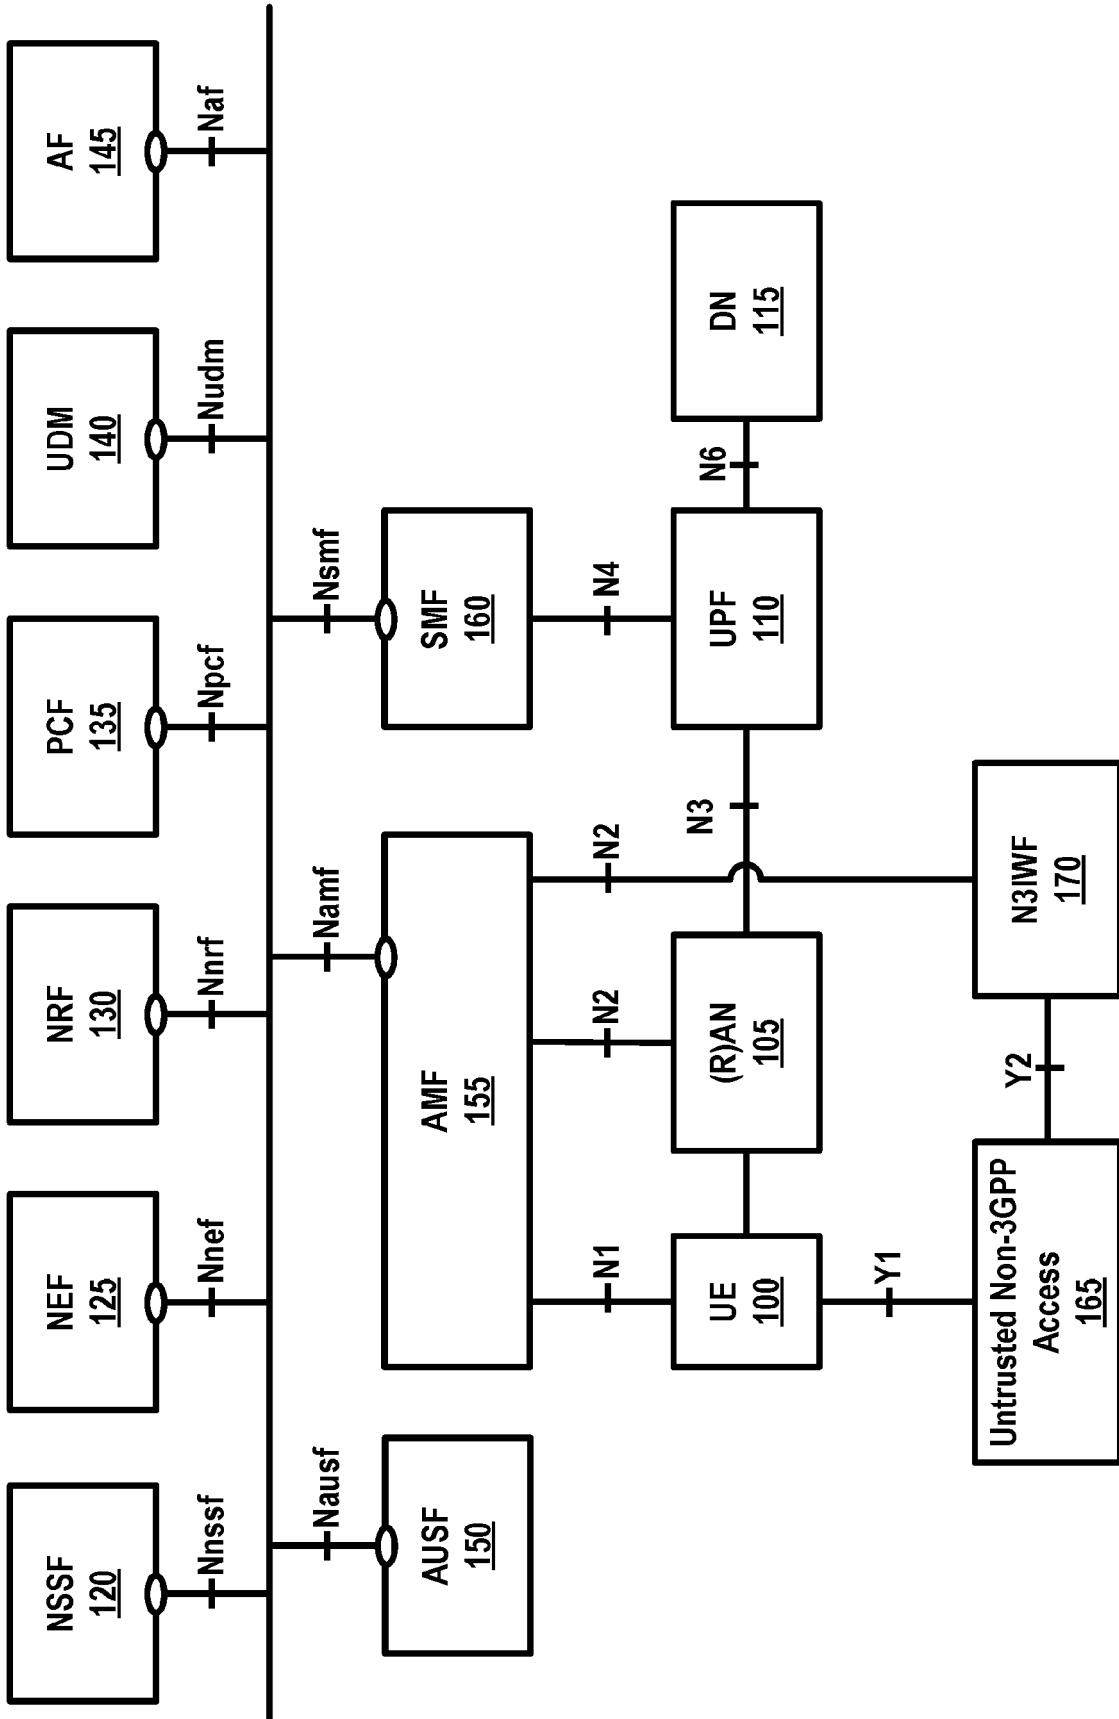 NSSF
120
NEF
125
NRF
130
PCF
135
UDM
140
AF
145
Nnssf
Nnef
Nnrf
Npcf
Nudm
Naf
Nausf
Namf
Nsmf
AUSF
150
AMF
155
SMF
160
N1
N2
N2
N4
UE
100
(R)AN
105
N3
UPF
110
N6
DN
115
Y1
Untrusted Non-3GPP
Access
165
Y2
N3IWF
170